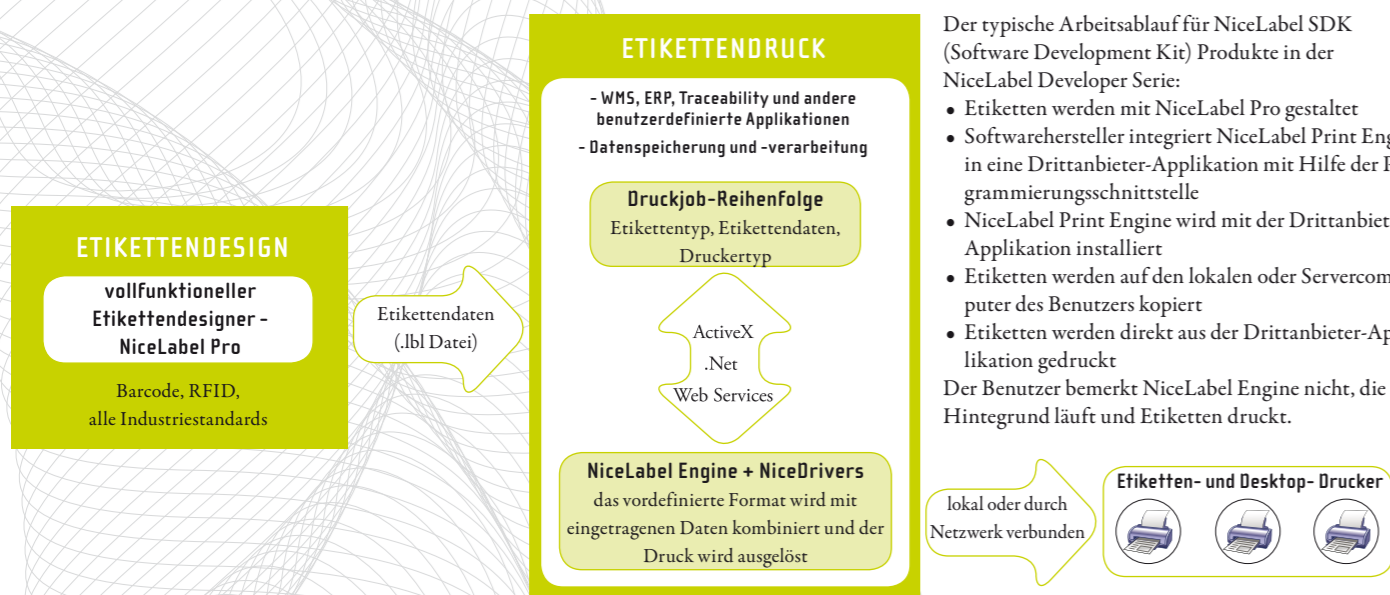 ETIKETTENDESIGN
vollfunktioneller
Etikettendesigner -
NiceLabel Pro
Barcode, RFID,
alle Industriestandards
Etikettendaten
(.lbl Datei)
ETIKETTENDRUCK
- WMS, ERP, Traceability und andere
benutzerdefinierte Applikationen
- Datenspeicherung und -verarbeitung
Druckjob-Reihenfolge
Etikettentyp, Etikettendaten,
Druckertyp
ActiveX
.Net
Web Services
NiceLabel Engine + NiceDrivers
das vordefinierte Format wird mit
eingetragenen Daten kombiniert und der
Druck wird ausgelöst
Der typische Arbeitsablauf für NiceLabel SDK
(Software Development Kit) Produkte in der
NiceLabel Developer Serie:
• Etiketten werden mit NiceLabel Pro gestaltet
• Softwarehersteller integriert NiceLabel Print
in eine Drittanbieter-Applikation mit Hilfe der
grammierungsschnittstelle
• NiceLabel Print Engine wird mit der
Applikation installiert
• Etiketten werden auf den lokalen oder Servercom
puter des Benutzers kopiert
• Etiketten werden direkt aus der
likation gedruckt
Der Benutzer bemerkt NiceLabel Engine nicht, die
Hintegrund läuft und Etiketten druckt.
lokal oder durch
Netzwerk verbunden
Etiketten- und Desktop- Drucker